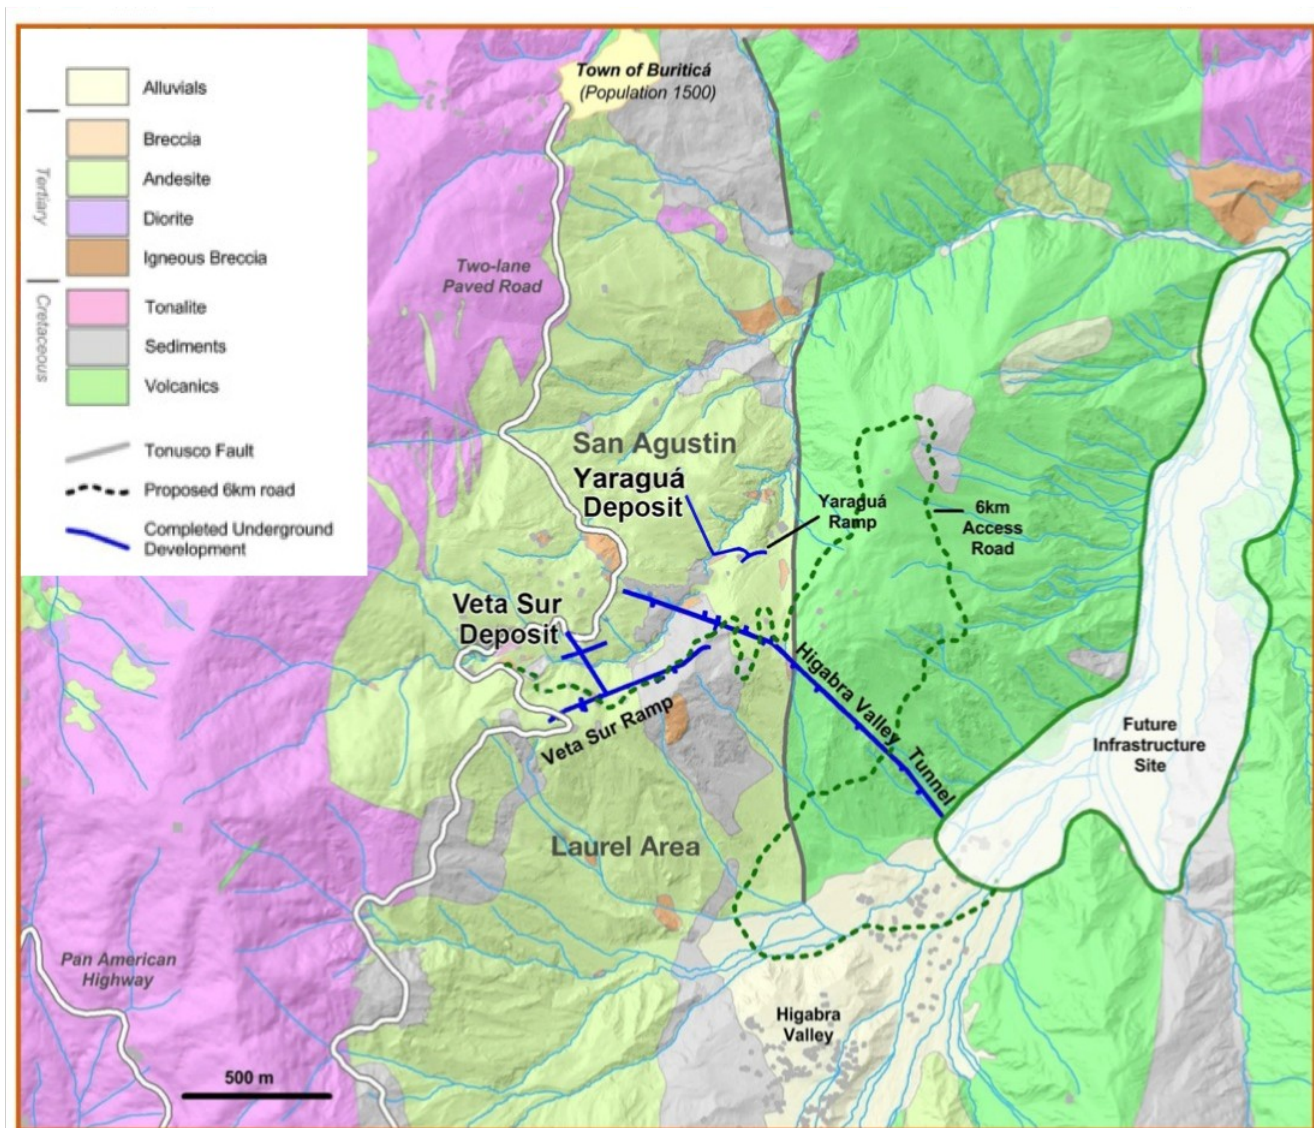 Alluvials
Tertiary
Breccia
Andesite
Diorite
Igneous Breccia
Cretaceous
Tonalite
Sediments
Volcanics
Tonusco Fault
Proposed 6km road
Completed Underground
Development
Town of Buriticá
(Population 1500)
Two-lane
Paved Road
San Agustin
Yaraguá
Deposit
Yaraguá
Ramp
6km
Access
Road
Veta Sur
Deposit
Higabra Valley Tunnel
Veta Sur Ramp
Future
Infrastructure
Site
Laurel Area
Pan American
Highway
Higabra
Valley
500 m